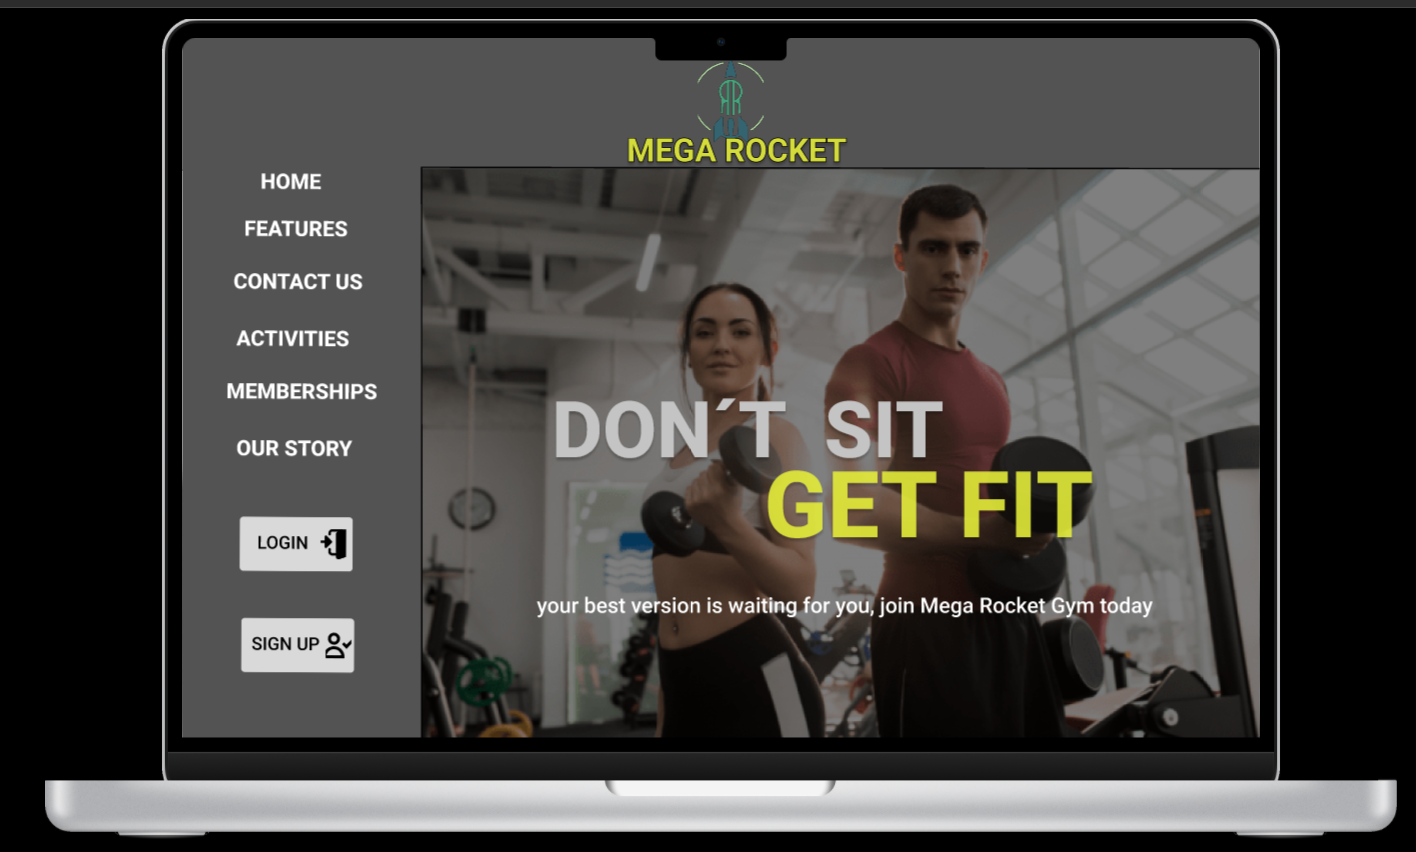 MEGA ROCKET
HOME
FEATURES
CONTACT US
ACTIVITIES
MEMBERSHIPS
OUR STORY
LOGIN
SIGN UP
DON´T SIT
GET FIT
your best version is waiting for you, join Mega Rocket Gym today